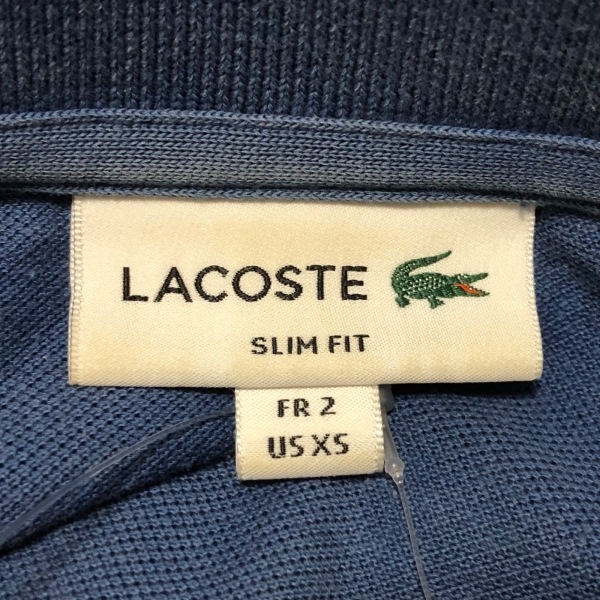 LACOSTE
SLIM FIT
FR 2
US XS